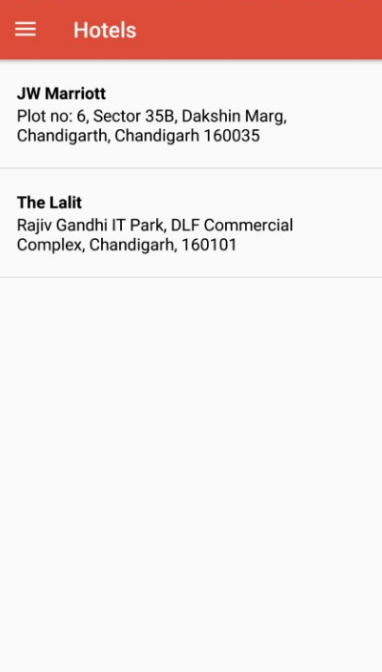 Hotels
JW Marriott
Plot no: 6, Sector 35B, Dakshin Marg,
Chandigarth, Chandigarh 160035
The Lalit
Rajiv Gandhi IT Park, DLF Commercial
Complex, Chandigarh, 160101